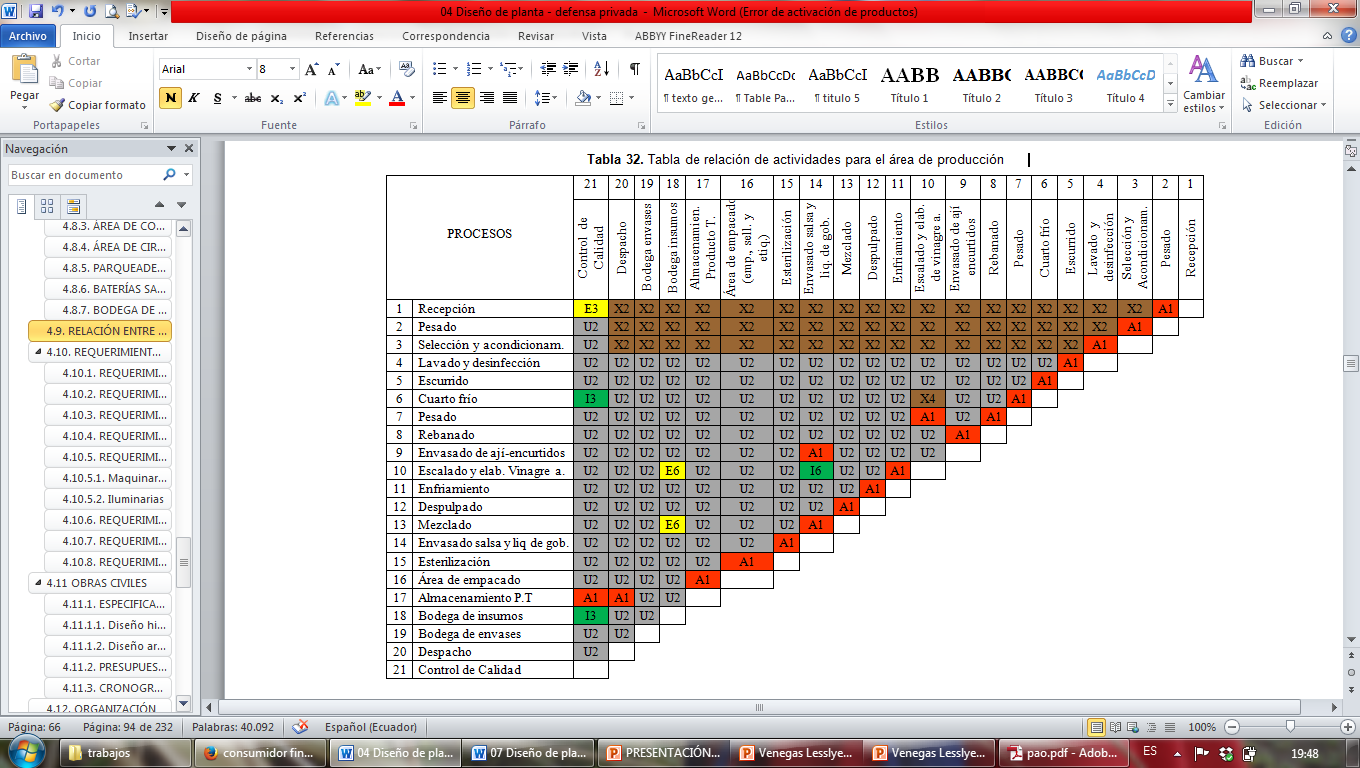 04 Diseño de planta - defensa privada - Microsoft Word (Error de activación de productos)
Archivo Inicio Insertar Diseño de página Referencias Correspondencia Revisar Vista ABBYY FineReader 12
Pegar
Cortar
Copiar
Copiar formato
Portapapeles
Arial 8
N K S abc x₂ x²
Fuente
Párrafo
AaBbCcI AaBbCcDc AaBbCcI AABB AABBC AABBCC AaBbCcD
¶ texto ge... ¶ Table Pa... ¶ titulo 5 Título 1 Título 2 Título 3 Título 4
Cambiar estilos
Estilos
Buscar
Reemplazar
Seleccionar
Edición
Navegación
Buscar en documento
4.8.3. ÁREA DE CO...
4.8.4. ÁREA DE CIR...
4.8.5. PARQUEADE...
4.8.6. BATERÍAS SA...
4.8.7. BODEGA DE ...
4.9. RELACIÓN ENTRE ...
4.10. REQUERIMIENT...
4.10.1. REQUERIMI...
4.10.2. REQUERIMI...
4.10.3. REQUERIMI...
4.10.4. REQUERIMI...
4.10.5. REQUERIMI...
4.10.5.1. Maquinar...
4.10.5.2. Iluminarias
4.10.6. REQUERIMI...
4.10.7. REQUERIMI...
4.10.8. REQUERIMI...
4.11 OBRAS CIVILES
4.11.1. ESPECIFICA...
4.11.1.1. Diseño hi...
4.11.1.2. Diseño ar...
4.11.2. PRESUPUES...
4.11.3. CRONOGR...
4.12. ORGANIZACIÓN
Tabla 32. Tabla de relación de actividades para el área de producción
PROCESOS
21 20 19 18 17 16 15 14 13 12 11 10 9 8 7 6 5 4 3 2 1
Control de Calidad
Despacho
Bodega envases
Bodega insumos
Almacenamien. Producto T.
Área de empacado (emp., sell. y etiq.)
Esterilización
Envasado salsa y liq. de gob.
Mezclado
Despulpado
Enfriamiento
Escalado y elab. de vinagre a.
Envasado de ají encurtidos
Rebanado
Pesado
Cuarto frío
Escurrido
Lavado y desinfección
Selección y Acondicionam.
Pesado
Recepción
1 Recepción E3 X2 X2 X2 X2 X2 X2 X2 X2 X2 X2 X2 X2 X2 X2 X2 X2 X2 X2 A1
2 Pesado U2 X2 X2 X2 X2 X2 X2 X2 X2 X2 X2 X2 X2 X2 X2 X2 X2 X2 A1
3 Selección y acondicionam. U2 X2 X2 X2 X2 X2 X2 X2 X2 X2 X2 X2 X2 X2 X2 X2 X2 A1
4 Lavado y desinfección U2 U2 U2 U2 U2 U2 U2 U2 U2 U2 U2 U2 U2 U2 U2 U2 A1
5 Escurrido U2 U2 U2 U2 U2 U2 U2 U2 U2 U2 U2 U2 U2 U2 U2 A1
6 Cuarto frío I3 U2 U2 U2 U2 U2 U2 U2 U2 U2 U2 X4 U2 U2 A1
7 Pesado U2 U2 U2 U2 U2 U2 U2 U2 U2 U2 U2 A1 U2 A1
8 Rebanado U2 U2 U2 U2 U2 U2 U2 U2 U2 U2 U2 U2 A1
9 Envasado de ají-encurtidos U2 U2 U2 U2 U2 U2 U2 A1 U2 U2 U2 U2
10 Escalado y elab. Vinagre a. U2 U2 U2 E6 U2 U2 U2 I6 U2 U2 A1
11 Enfriamiento U2 U2 U2 U2 U2 U2 U2 U2 U2 A1
12 Despulpado U2 U2 U2 U2 U2 U2 U2 U2 A1
13 Mezclado U2 U2 U2 E6 U2 U2 U2 A1
14 Envasado salsa y liq de gob. U2 U2 U2 U2 U2 U2 A1
15 Esterilización U2 U2 U2 U2 U2 A1
16 Área de empacado U2 U2 U2 U2 A1
17 Almacenamiento P.T A1 A1 U2 U2
18 Bodega de insumos I3 U2 U2
19 Bodega de envases U2 U2
20 Despacho U2
21 Control de Calidad
Página: 66 Página: 94 de 232 Palabras: 40.092 Español (Ecuador) 100%
trabajos consumidor fin... 04 Diseño de pla... 07 Diseño de pla... PRESENTACIÓN... Venegas Lesslye... Venegas Lesslye... pao.pdf - Adob... ES 19:48